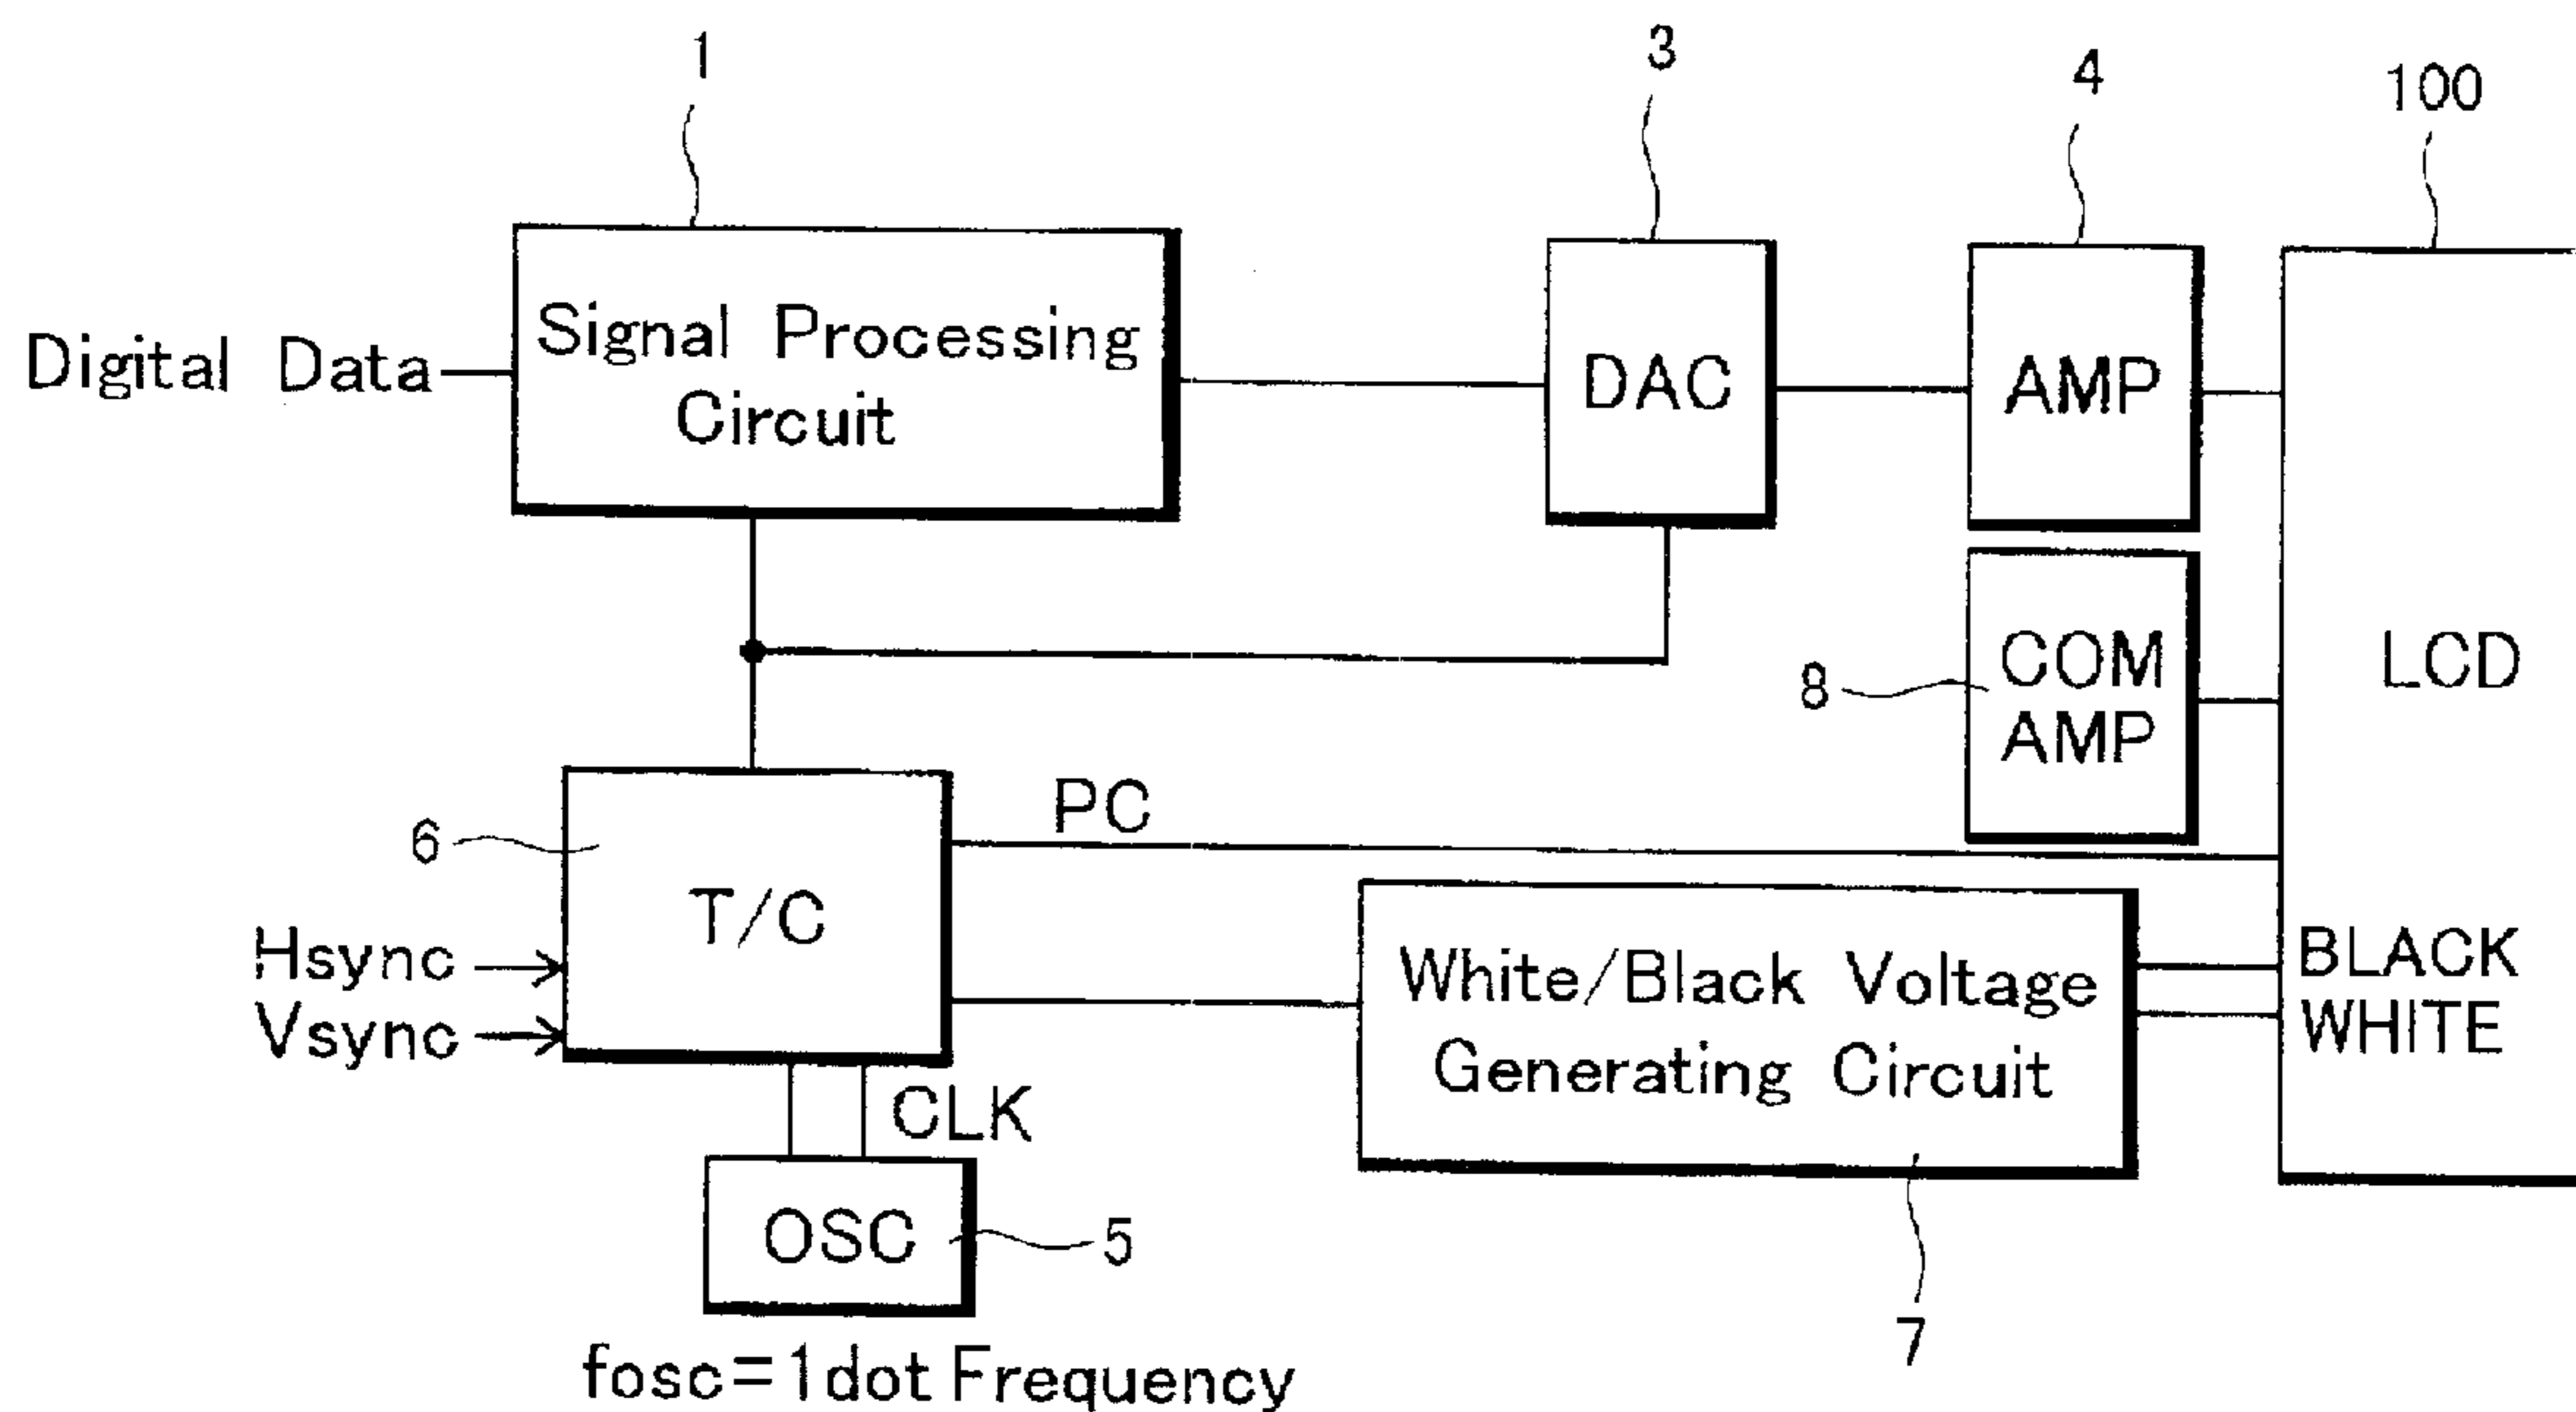 1
3
4
100
Digital Data
Signal Processing
Circuit
DAC
AMP
LCD
8
COM
AMP
6
T/C
PC
Hsync
Vsync
White/Black Voltage
Generating Circuit
BLACK
WHITE
CLK
OSC
5
7
fosc=1dot Frequency